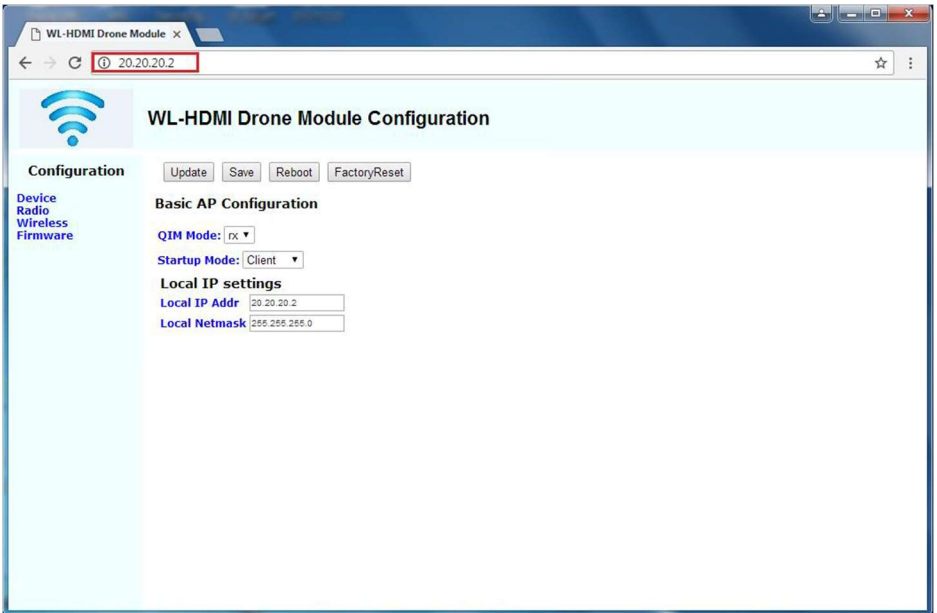 WL-HDMI Drone Module
20.20.20.2
WL-HDMI Drone Module Configuration
Configuration
Device
Radio
Wireless
Firmware
Update Save Reboot FactoryReset
Basic AP Configuration
QIM Mode: rx
Startup Mode: Client
Local IP settings
Local IP Addr 20.20.20.2
Local Netmask 255.255.255.0